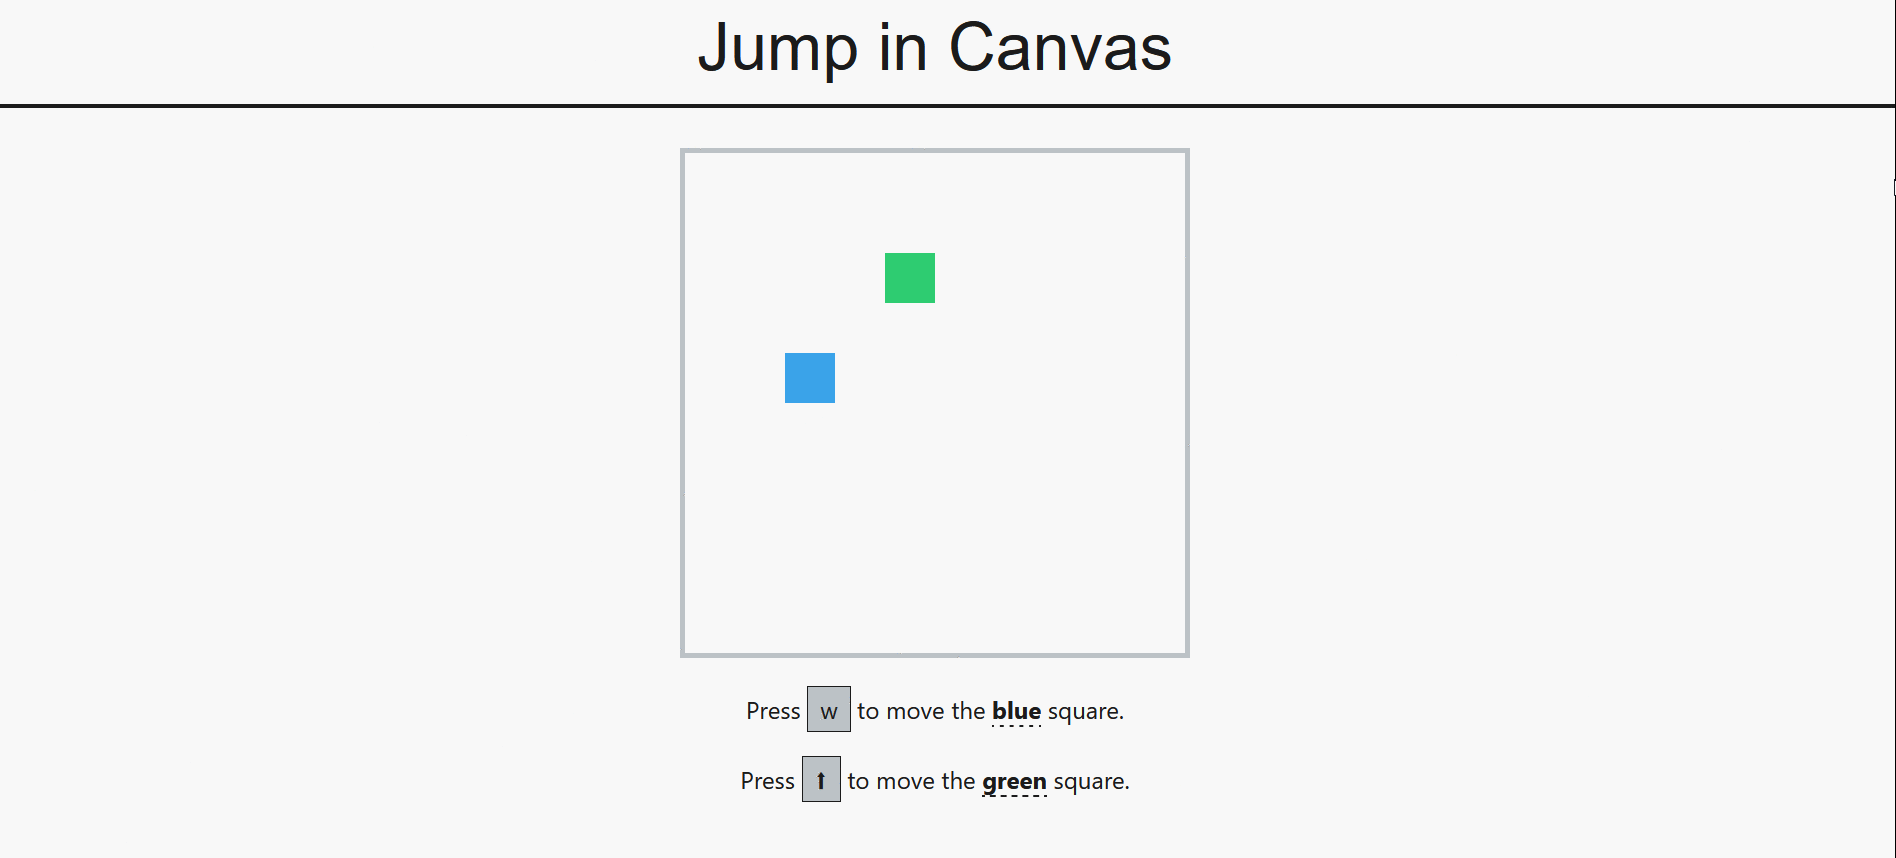 Jump in Canvas
Press w to move the blue square.
Press ⭡ to move the green square.